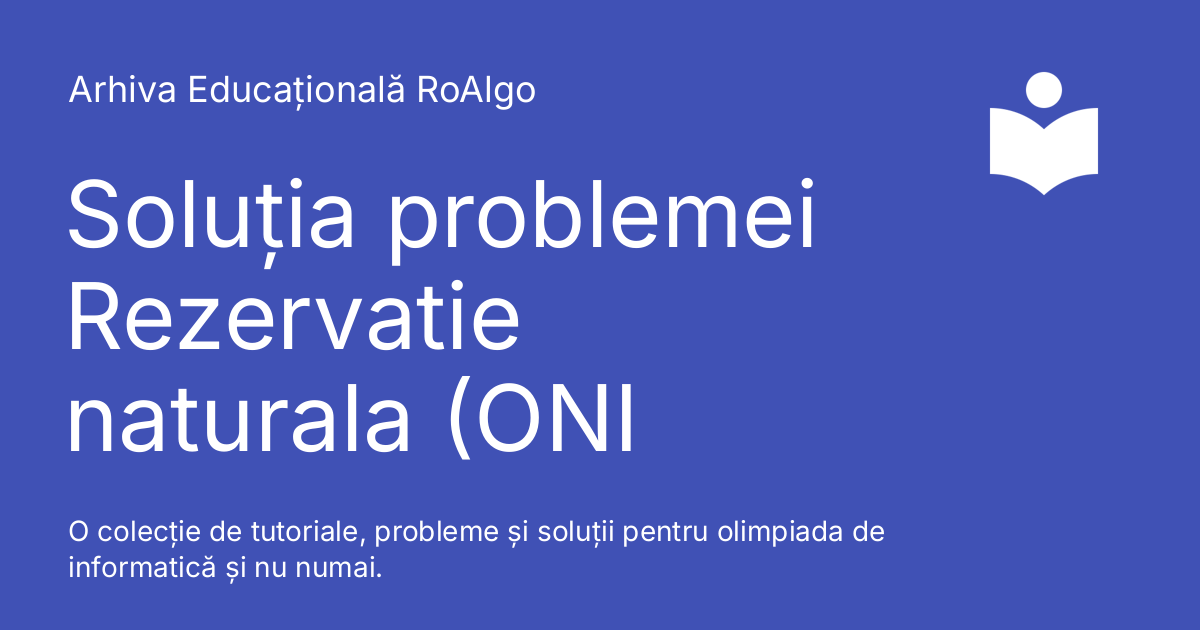 Arhiva Educațională RoAlgo
Soluția problemei
Rezervatie
naturala (ONI
O colecție de tutoriale, probleme și soluții pentru olimpiada de
informatică și nu numai.